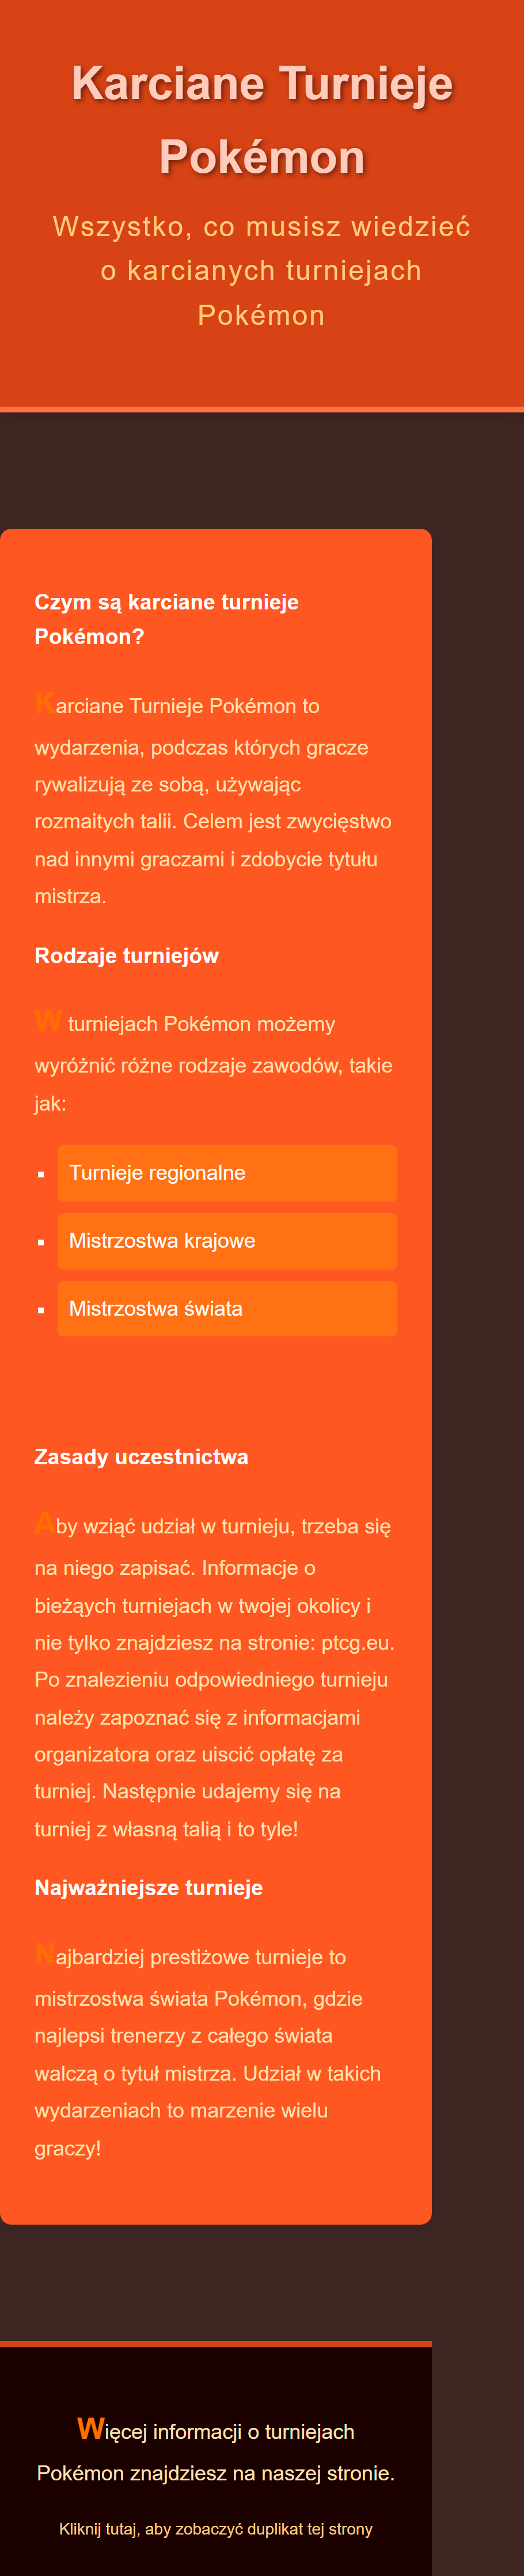 Karciane Turnieje
Pokémon
Wszystko, co musisz wiedzieć
o karcianych turniejach
Pokémon
Czym są karciane turnieje
Pokémon?
Karciane Turnieje Pokémon to
wydarzenia, podczas których gracze
rywalizują ze sobą, używając
rozmaitych talii. Celem jest zwycięstwo
nad innymi graczami i zdobycie tytułu
mistrza.
Rodzaje turniejów
W turniejach Pokémon możemy
wyróżnić różne rodzaje zawodów, takie
jak:
▪ Turnieje regionalne
▪ Mistrzostwa krajowe
▪ Mistrzostwa świata
Zasady uczestnictwa
Aby wziąć udział w turnieju, trzeba się
na niego zapisać. Informacje o
bieżąych turniejach w twojej okolicy i
nie tylko znajdziesz na stronie: ptcg.eu.
Po znalezieniu odpowiedniego turnieju
należy zapoznać się z informacjami
organizatora oraz uiscić opłatę za
turniej. Następnie udajemy się na
turniej z własną talią i to tyle!
Najważniejsze turnieje
Najbardziej prestiżowe turnieje to
mistrzostwa świata Pokémon, gdzie
najlepsi trenerzy z całego świata
walczą o tytuł mistrza. Udział w takich
wydarzeniach to marzenie wielu
graczy!
Więcej informacji o turniejach
Pokémon znajdziesz na naszej stronie.
Kliknij tutaj, aby zobaczyć duplikat tej strony